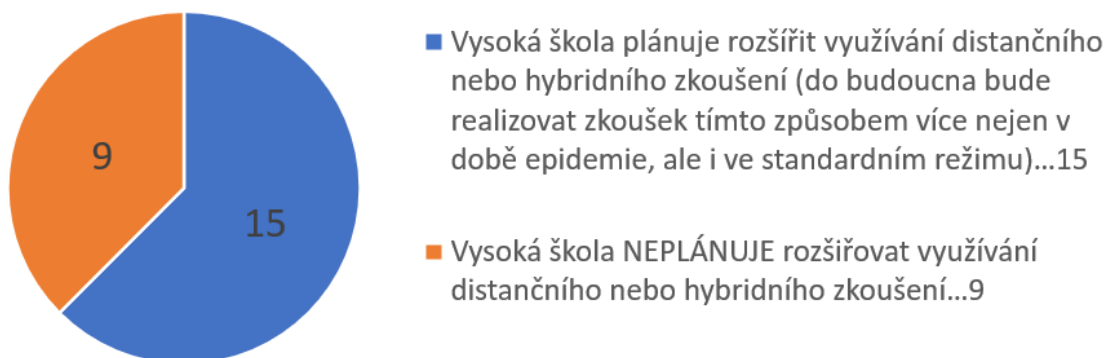 9
15
Vysoká škola plánuje rozšířit využívání distančního
nebo hybridního zkoušení (do budoucna bude
realizovat zkoušek tímto způsobem více nejen v
době epidemie, ale i ve standardním režimu)...15
Vysoká škola NEPLÁNUJE rozšiřovat využívání
distančního nebo hybridního zkoušení...9